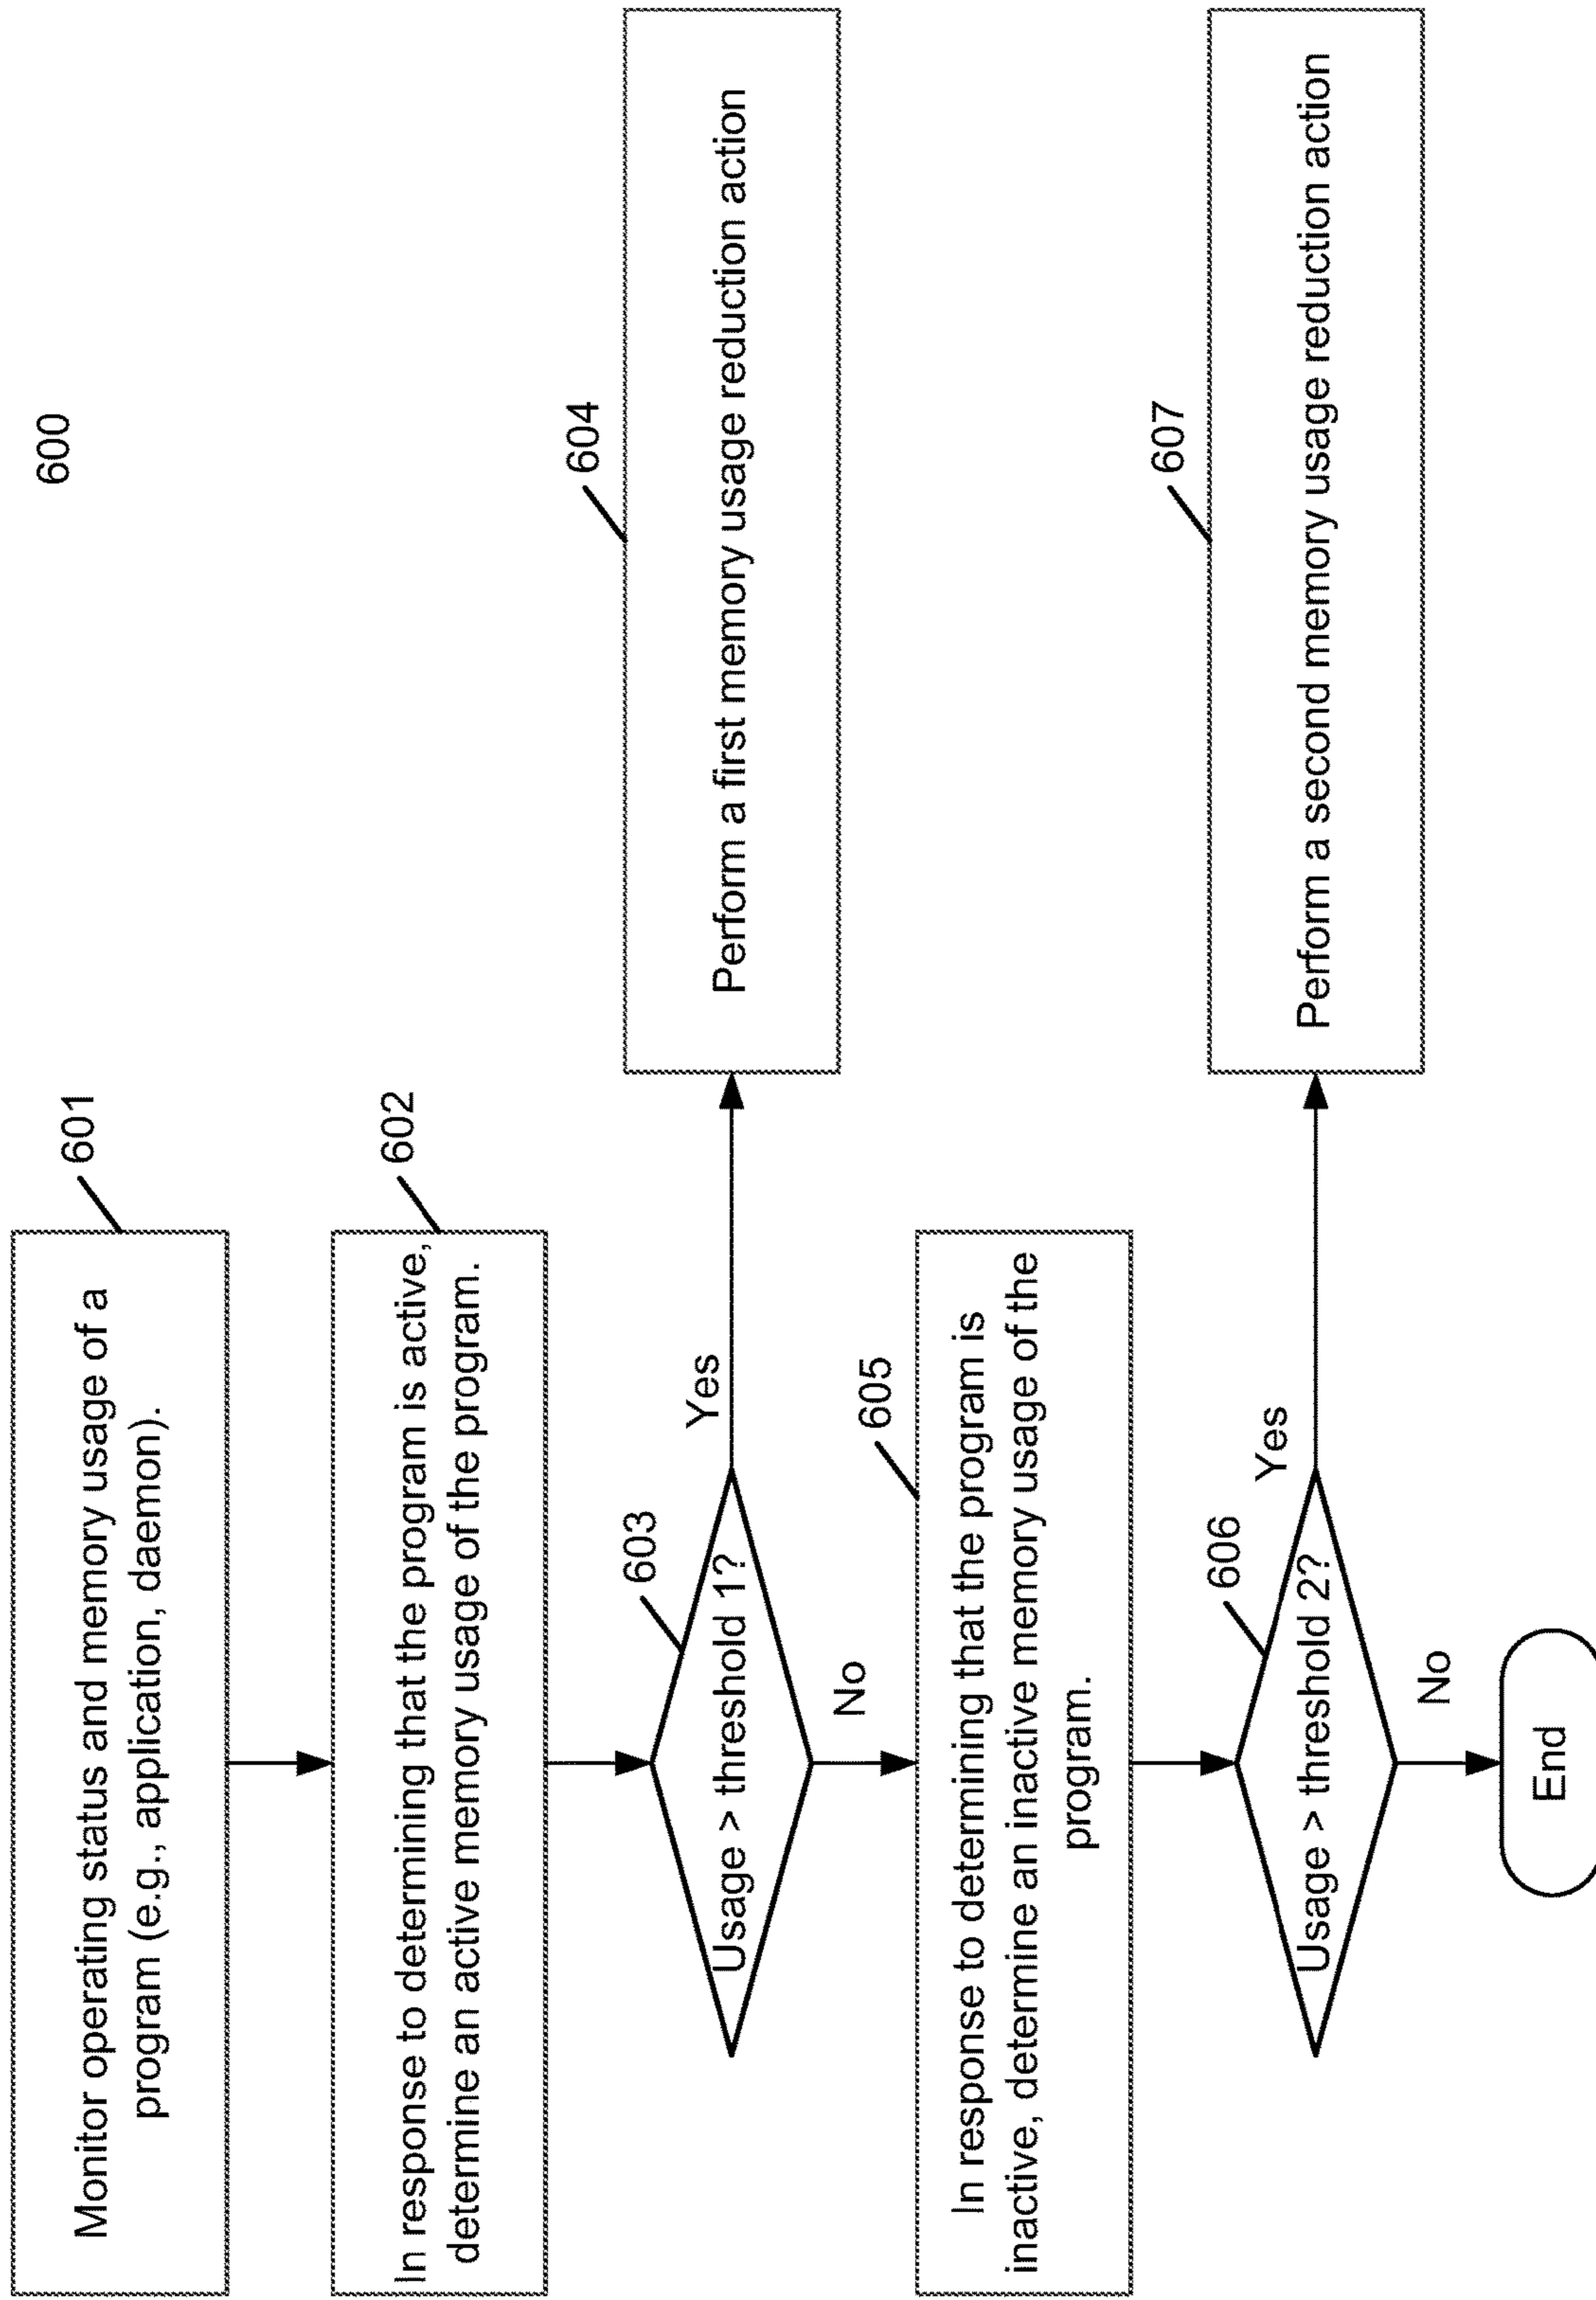 600
601
Monitor operating status and memory usage of a
program (e.g., application, daemon).
602
In response to determining that the program is active,
determine an active memory usage of the program.
603
Usage > threshold 1?
Yes
604
Perform a first memory usage reduction action
No
605
In response to determining that the program is
inactive, determine an inactive memory usage of the
program.
606
Usage > threshold 2?
Yes
607
Perform a second memory usage reduction action
No
End